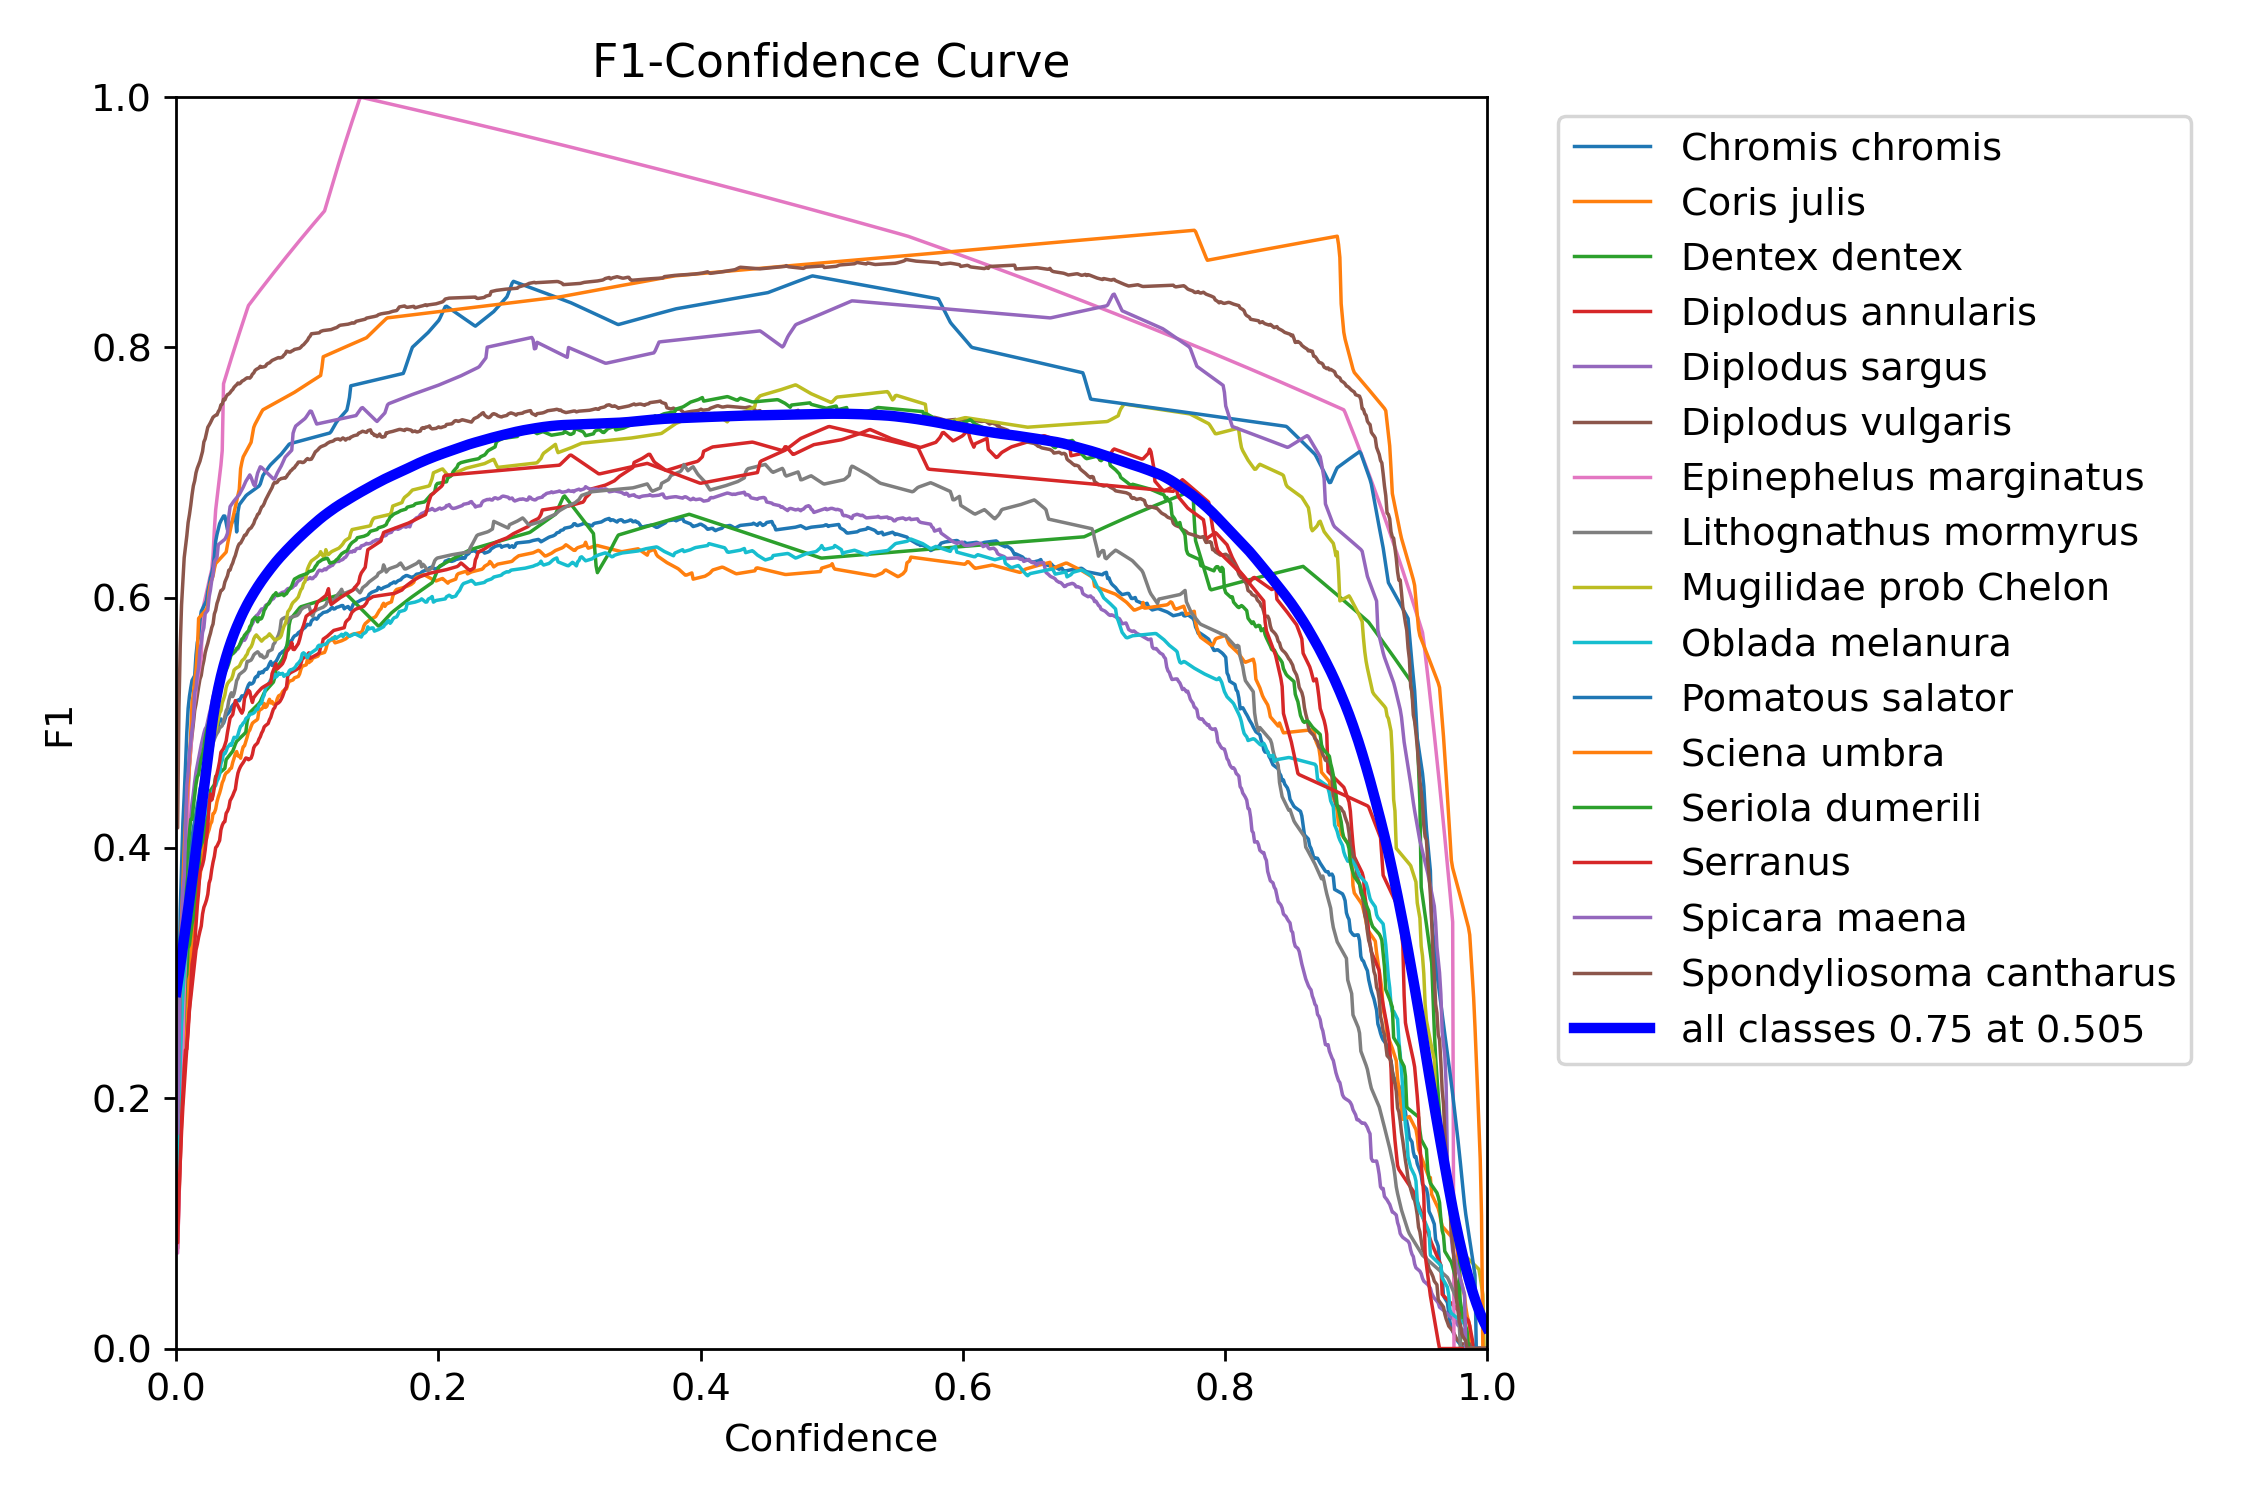 F1-Confidence Curve
1.0
0.8
0.6
0.4
0.2
0.0
F1
0.0 0.2 0.4 0.6 0.8 1.0
Confidence
Chromis chromis
Coris julis
Dentex dentex
Diplodus annularis
Diplodus sargus
Diplodus vulgaris
Epinephelus marginatus
Lithognathus mormyrus
Mugilidae prob Chelon
Oblada melanura
Pomatous salator
Sciena umbra
Seriola dumerili
Serranus
Spicara maena
Spondyliosoma cantharus
all classes 0.75 at 0.505